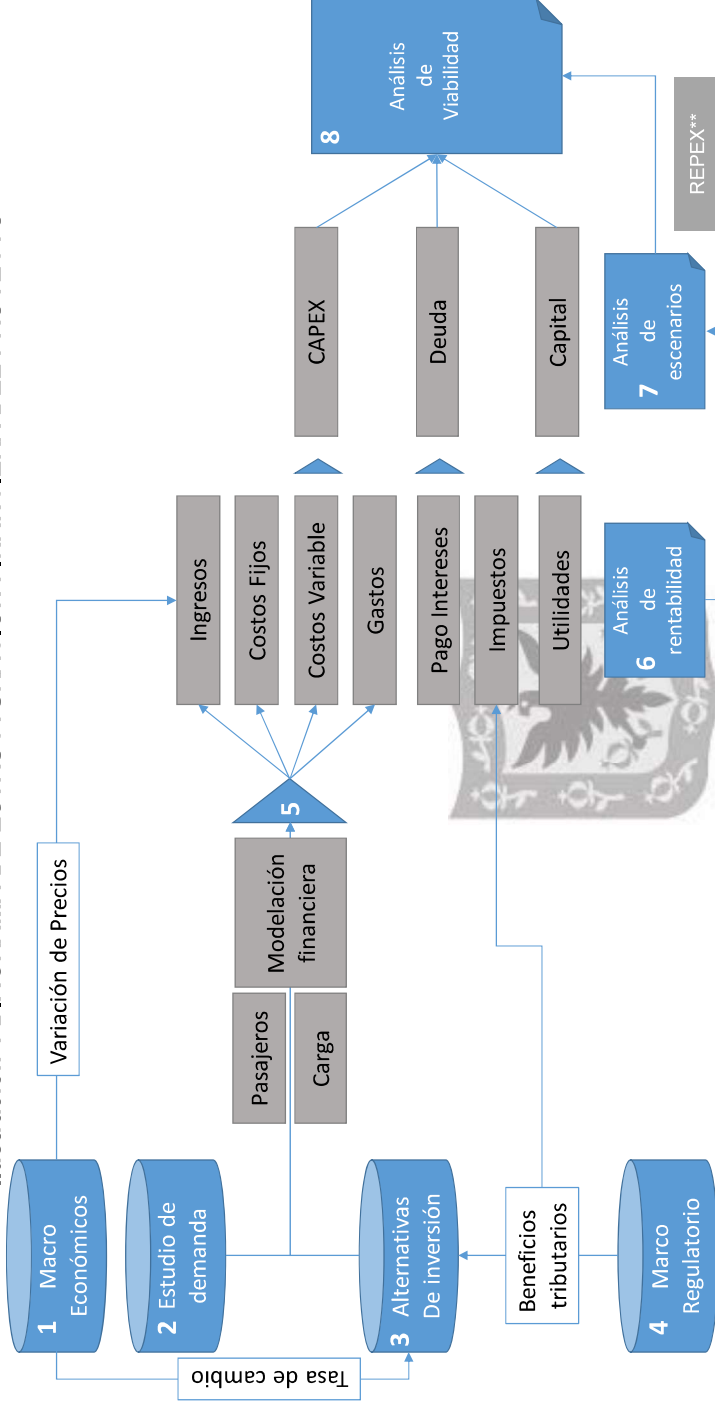 Variación de Precios
1 Macro
Económicos
2 Estudio de
demanda
Tasa de cambio
3 Alternativas
De inversión
Beneficios
tributarios
4 Marco
Regulatorio
Pasajeros
Carga
Modelación
financiera
5
Ingresos
Costos Fijos
Costos Variable
Gastos
Pago Intereses
Impuestos
Utilidades
6 Análisis
de
rentabilidad
CAPEX
Deuda
Capital
7 Análisis
de
escenarios
REPEX**
8 Análisis
de
Viabilidad